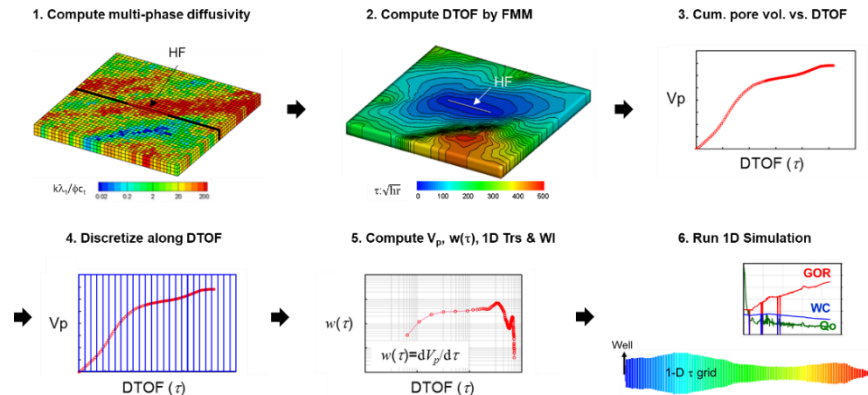 1. Compute multi-phase diffusivity
HF
kλt/ϕct
0.02 0.2 2 20 200
2. Compute DTOF by FMM
HF
τ:√hr
0 100 200 300 400 500
3. Cum. pore vol. vs. DTOF
Vp
DTOF (τ)
4. Discretize along DTOF
Vp
DTOF (τ)
5. Compute Vp, w(τ), 1D Trs & WI
w(τ)
w(τ)=dVp/dτ
DTOF (τ)
6. Run 1D Simulation
GOR
WC
Qo
Well
1-D τ grid